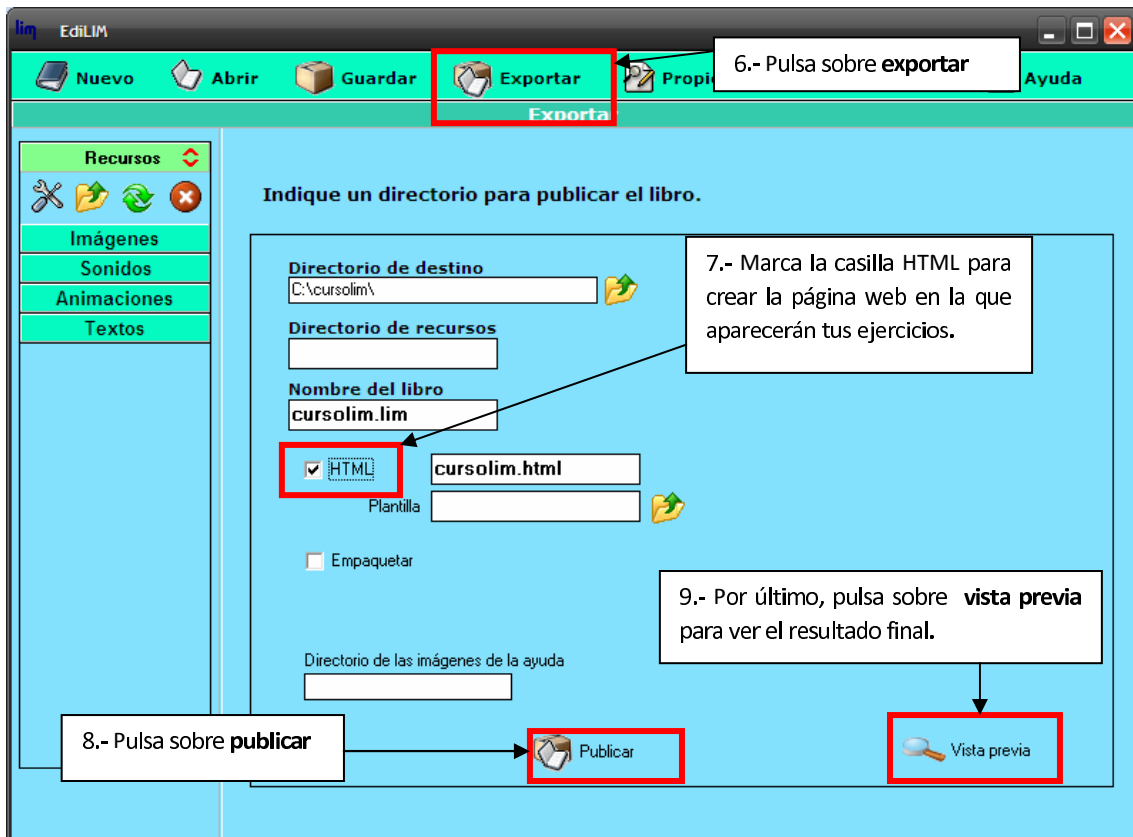 lim EdiLIM
Nuevo Abrir Guardar Exportar Ayuda
6.- Pulsa sobre exportar
Exportar
Recursos
Imágenes
Sonidos
Animaciones
Textos
Indique un directorio para publicar el libro.
Directorio de destino
C:\cursolim\
Directorio de recursos
Nombre del libro
cursolim.lim
7.- Marca la casilla HTML para
crear la página web en la que
aparecerán tus ejercicios.
HTML cursolim.html
Plantilla
Empaquetar
9.- Por último, pulsa sobre vista previa
para ver el resultado final.
Directorio de las imágenes de la ayuda
8.- Pulsa sobre publicar
Publicar
Vista previa